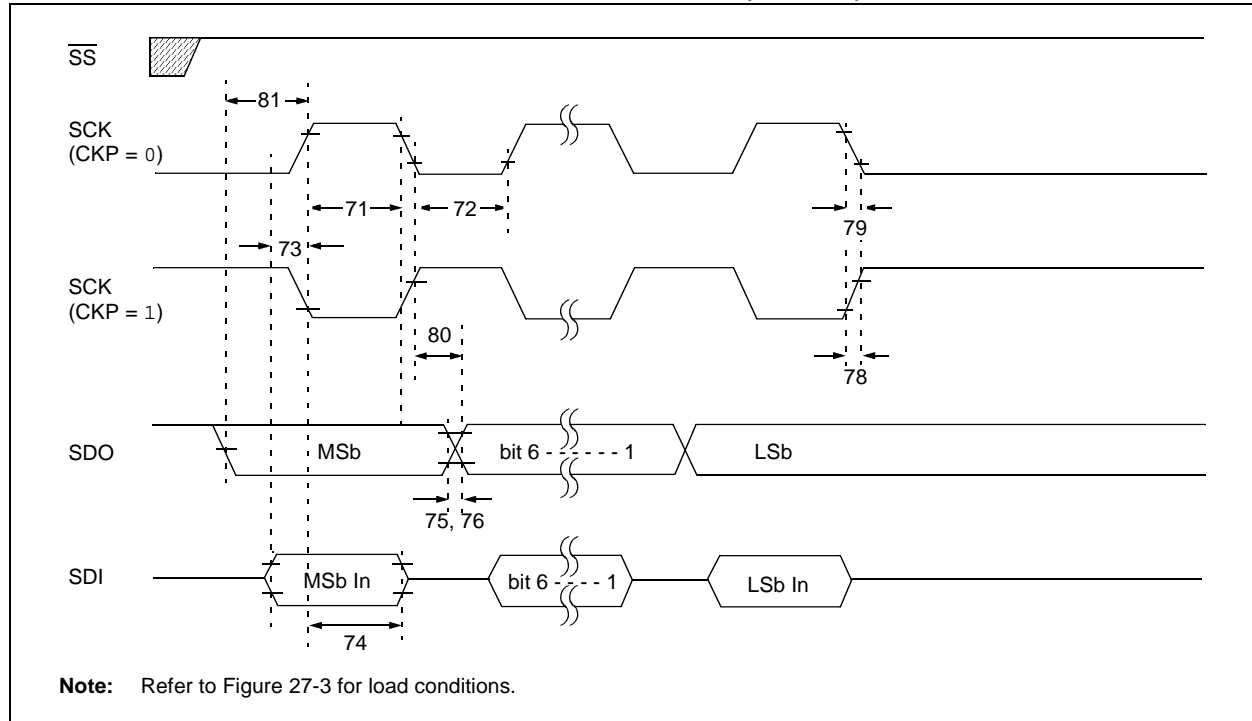 SS
81
SCK
(CKP = 0)
71
72
79
73
SCK
(CKP = 1)
80
78
SDO
MSb
bit 6 - - - - - - 1
LSb
75, 76
SDI
MSb In
bit 6 - - - - 1
LSb In
74
Note: Refer to Figure 27-3 for load conditions.